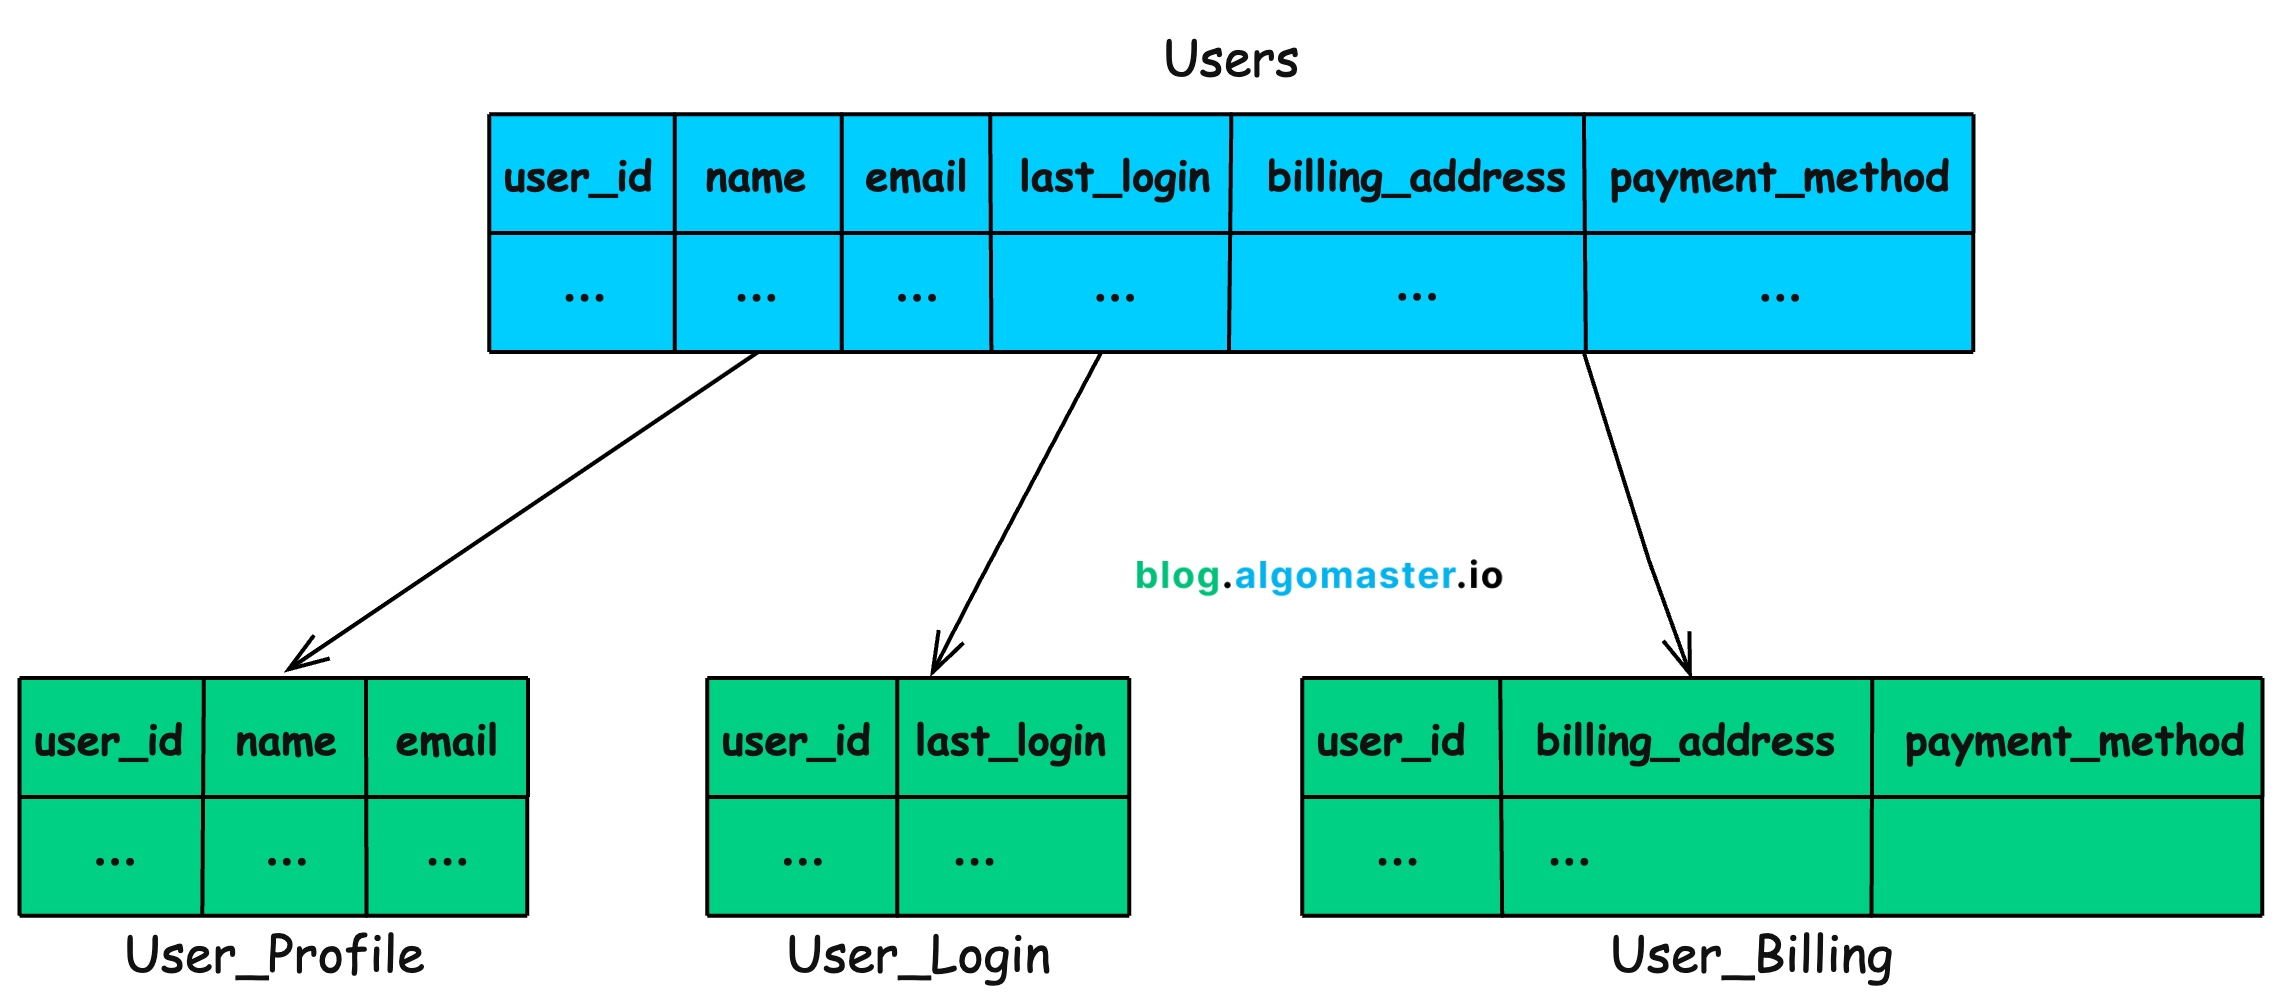 Users
user_id name email last_login billing_address payment_method
... ... ... ... ... ...
blog.algomaster.io
user_id name email
... ... ...
User_Profile
user_id last_login
... ...
User_Login
user_id billing_address payment_method
... ...
User_Billing